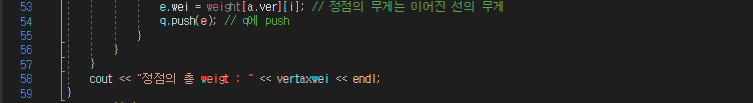 53 e.wei = weight[a.ver][i]; // 정점의 무게는 이어진 선의 무게
54 q.push(e); // q에 push
55 }
56 }
57 }
58 cout << "정점의 총 weigt : " << vertaxwei << endl;
59 }